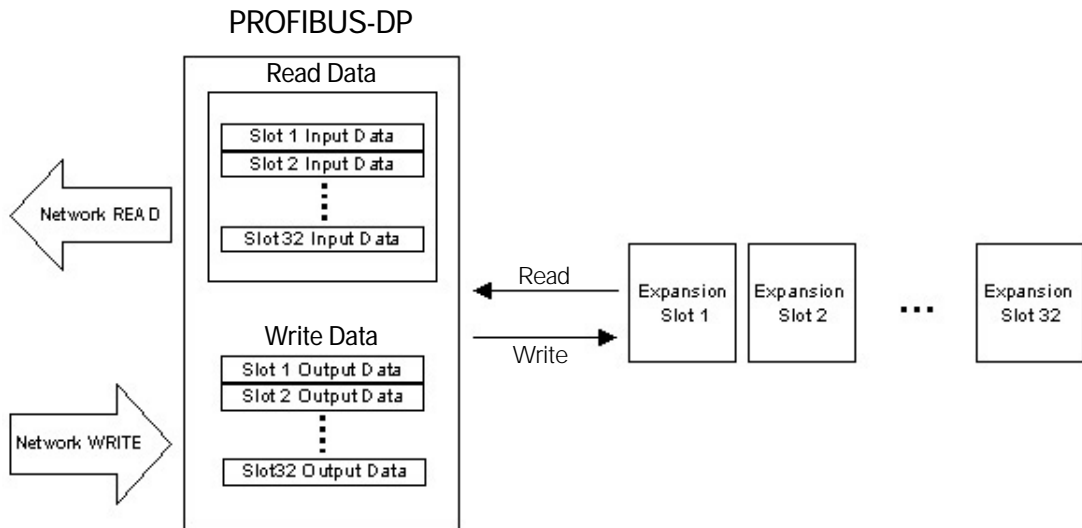 PROFIBUS-DP
Read Data
Slot 1 Input Data
Slot 2 Input Data
Slot32 Input Data
Network READ
Read
Write
Expansion
Slot 1
Expansion
Slot 2
...
Expansion
Slot 32
Write Data
Slot 1 Output Data
Slot 2 Output Data
Slot32 Output Data
Network WRITE